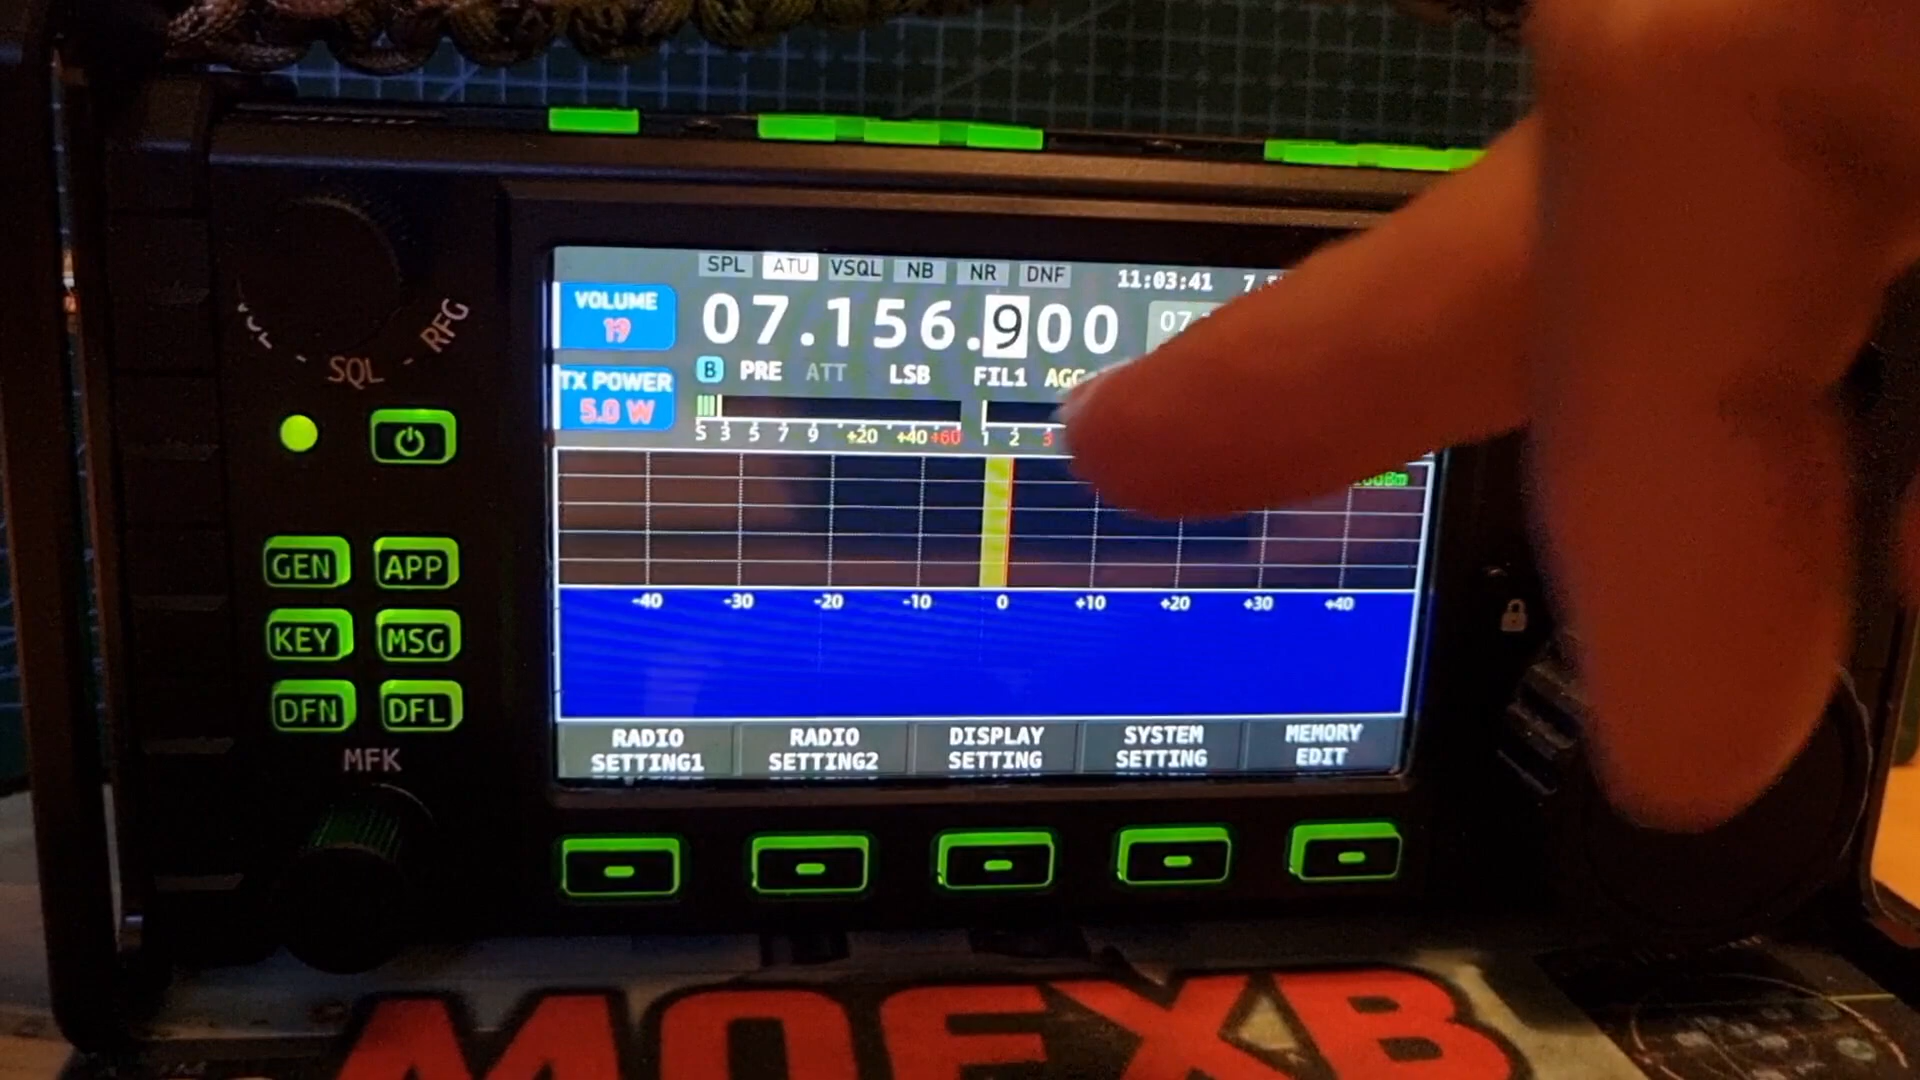 SPL ATU VSQL NB NR DNF 11:03:41
VOLUME
19
07.156.900
B PRE ATT LSB FIL1 AGC
TX POWER
5.0 W
S 3 5 7 9 +20 +40 +60 1 2 3
-40 -30 -20 -10 0 +10 +20 +30 +40
RADIO SETTING1
RADIO SETTING2
DISPLAY SETTING
SYSTEM SETTING
MEMORY EDIT
RFG
SQL
GEN APP
KEY MSG
DFN DFL
MFK
M0FXB